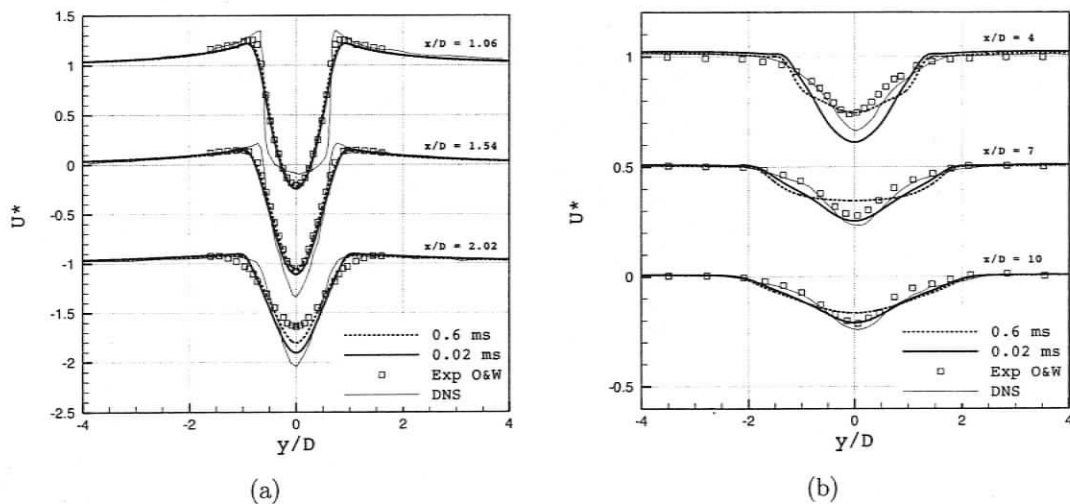 1.5
1
0.5
0
-0.5
-1
-1.5
-2
-2.5
U*
x/D = 1.06
x/D = 1.54
x/D = 2.02
0.6 ms
0.02 ms
Exp O&W
DNS
-4
-2
0
2
4
y/D
(a)
1
0.5
0
-0.5
U*
x/D = 4
x/D = 7
x/D = 10
0.6 ms
0.02 ms
Exp O&W
DNS
-4
-2
0
2
4
y/D
(b)